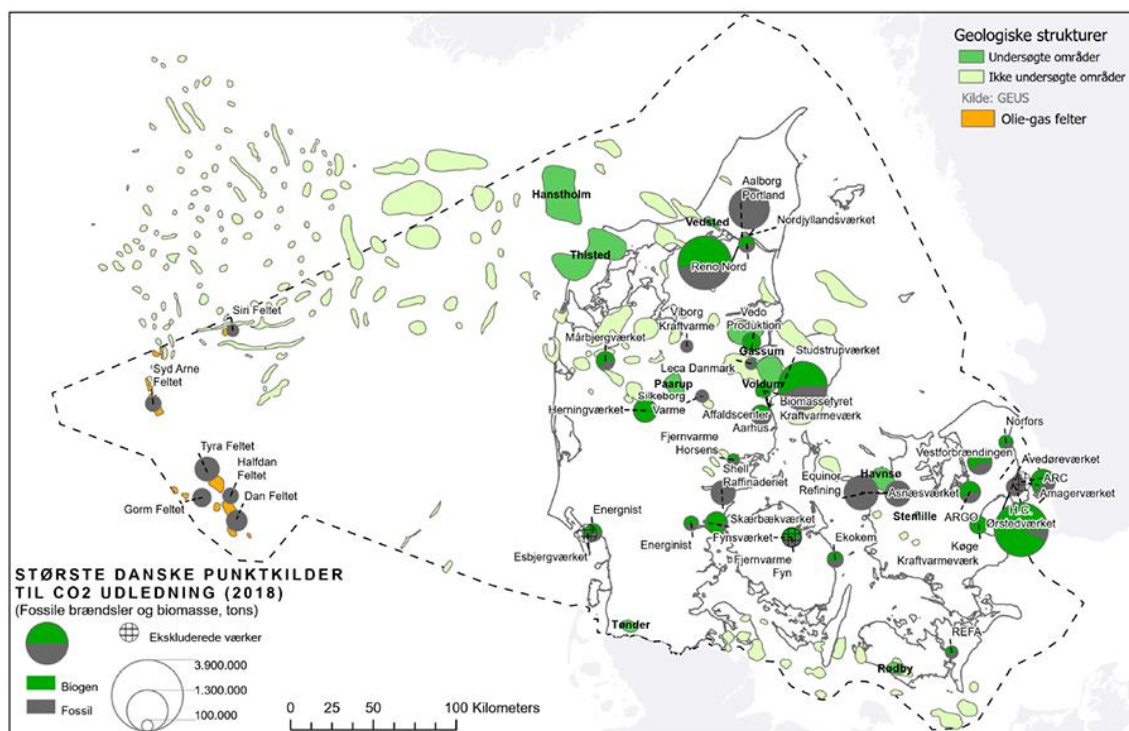 Geologiske strukturer
Undersøgte områder
Ikke undersøgte områder
Kilde: GEUS
Olie-gas felter
Hanstholm
Aalborg
Portland
Vedsted
Nordjyllandsværket
Thisted
Reno Nord
Siri Feltet
Viborg
Kraftvarme
Vedo
Produktion
Mårbjergværket
Gassum
Studstrupværket
Syd Arne
Feltet
Leca Danmark
Paarup
Voldum
Silkeborg
Varme
Biomassefyret
Kraftvarmeværk
Herningværket
Affaldscenter
Aarhus
Norfors
Tyra Feltet
Halfdan
Feltet
Fjernvarme
Horsens
Vestforbrændingen
Avedøreværket
Shell
Raffinaderiet
Equinor
Refining
Havnsø
ARC
Asnæsværket
Amagerværket
Gorm Feltet
Dan Feltet
Stenlille
ARGO
H.C.
Ørstedværket
Energnist
Skærbækværket
Energinist
Fynsværket
Ekokem
Køge
Kraftvarmeværk
Esbjergværket
Fjernvarme
Fyn
STØRSTE DANSKE PUNKTKILDER
TIL CO2 UDLEDNING (2018)
(Fossile brændsler og biomasse, tons)
Tønder
REFA
Rødby
Ekskluderede værker
3.900.000
Biogen
1.300.000
Fossil
100.000
0 25 50 100 Kilometers